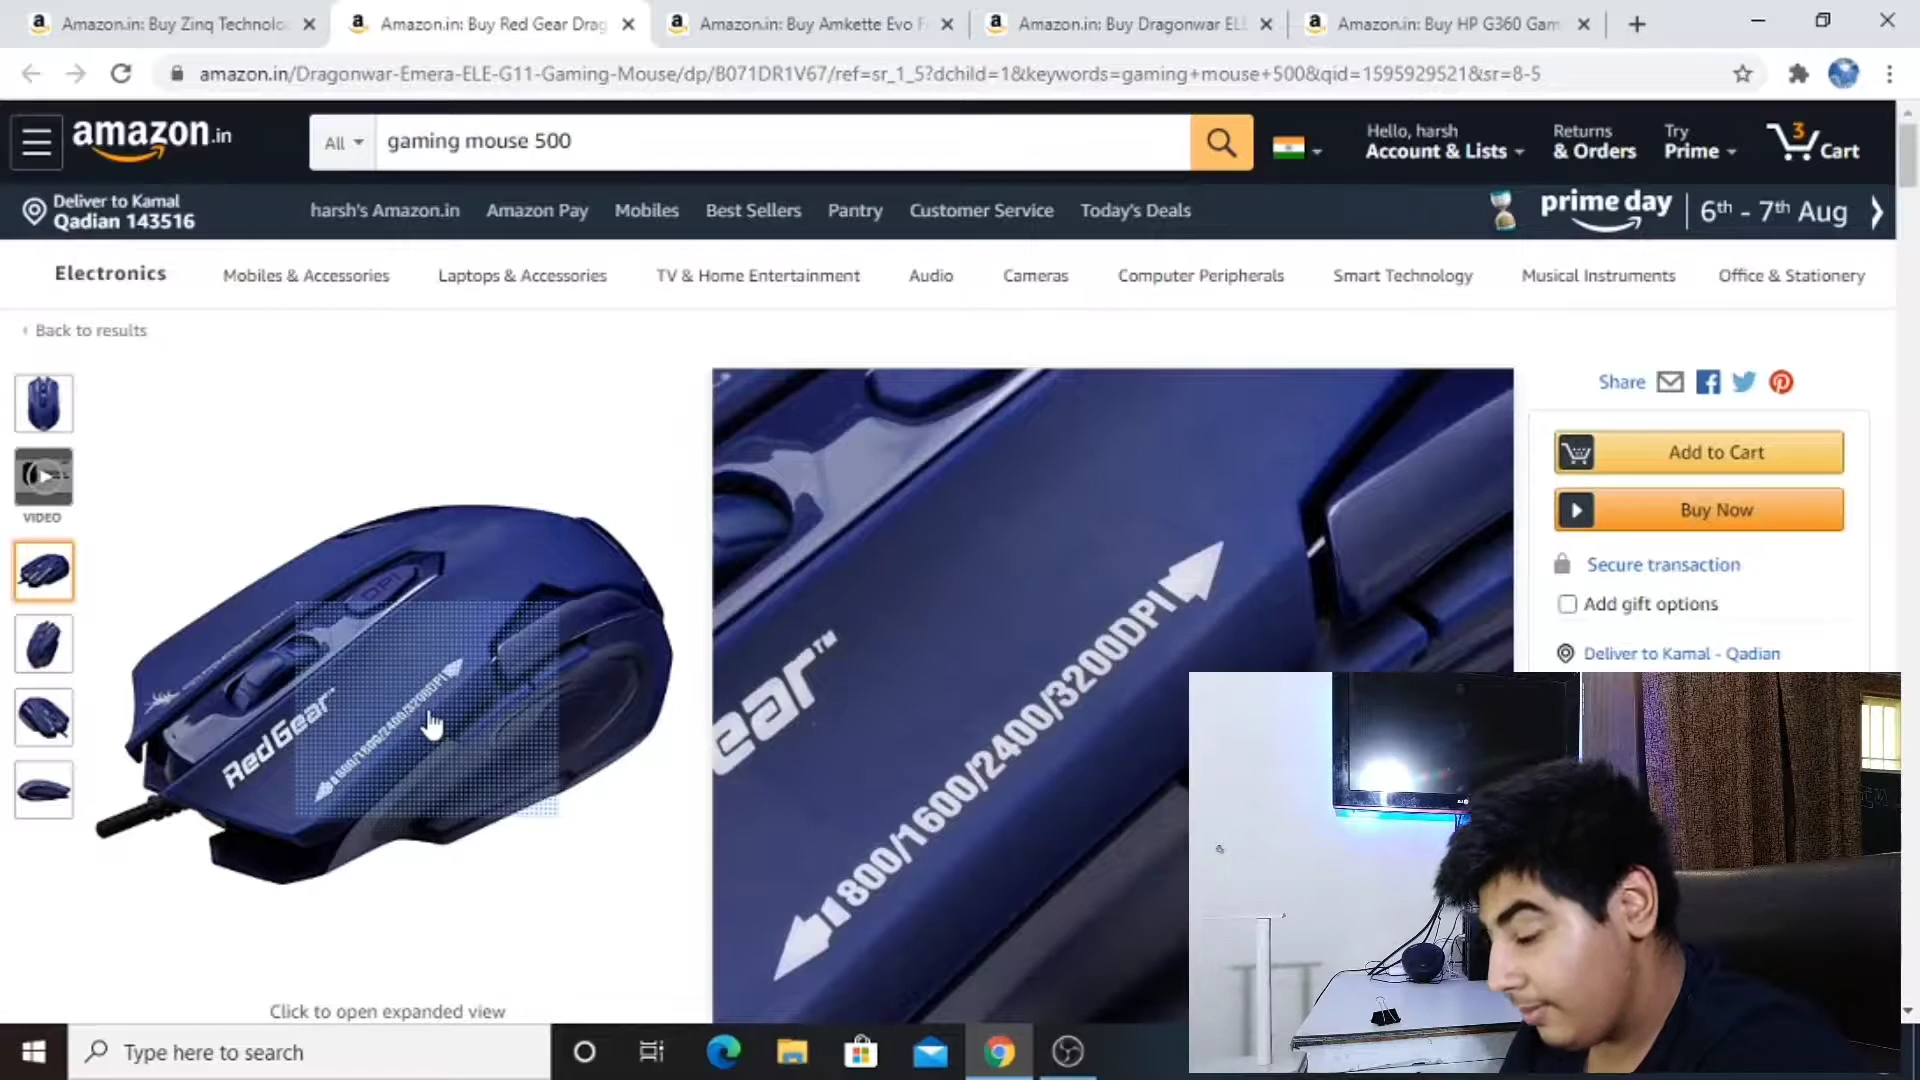 Amazon.in: Buy Zinq Technolo
Amazon.in: Buy Red Gear Drag
Amazon.in: Buy Amkette Evo F
Amazon.in: Buy Dragonwar ELE
Amazon.in: Buy HP G360 Gam
amazon.in/Dragonwar-Emera-ELE-G11-Gaming-Mouse/dp/B071DR1V67/ref=sr_1_5?dchild=1&keywords=gaming+mouse+500&qid=1595929521&sr=8-5
amazon.in
All
gaming mouse 500
Hello, harsh
Account & Lists
Returns
& Orders
Try
Prime
3
Cart
Deliver to Kamal
Qadian 143516
harsh's Amazon.in
Amazon Pay
Mobiles
Best Sellers
Pantry
Customer Service
Today's Deals
prime day
6th - 7th Aug
Electronics
Mobiles & Accessories
Laptops & Accessories
TV & Home Entertainment
Audio
Cameras
Computer Peripherals
Smart Technology
Musical Instruments
Office & Stationery
Back to results
VIDEO
DPI
RedGear™
800/1600/2400/3200DPI
ear™
800/1600/2400/3200DPI
Share
Add to Cart
Buy Now
Secure transaction
Add gift options
Deliver to Kamal - Qadian
Click to open expanded view
Type here to search